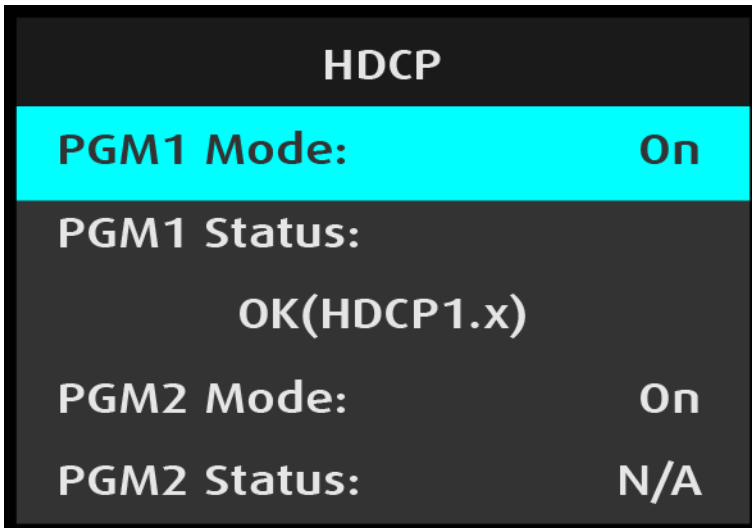 HDCP
PGM1 Mode: On
PGM1 Status:
OK(HDCP1.x)
PGM2 Mode: On
PGM2 Status: N/A